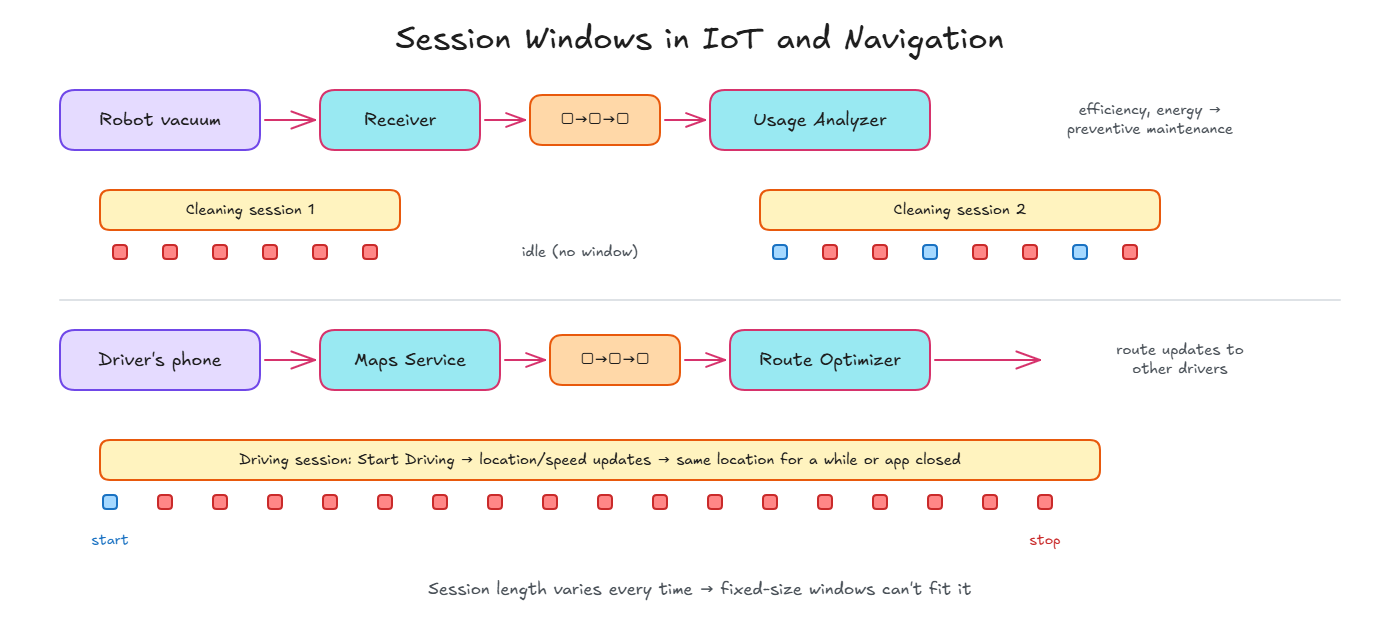 Session Windows in IoT and Navigation
Robot vacuum
Receiver
▢→▢→▢
Usage Analyzer
efficiency, energy →
preventive maintenance
Cleaning session 1
Cleaning session 2
idle (no window)
Driver's phone
Maps Service
▢→▢→▢
Route Optimizer
route updates to
other drivers
Driving session: Start Driving → location/speed updates → same location for a while or app closed
start
stop
Session length varies every time → fixed-size windows can't fit it